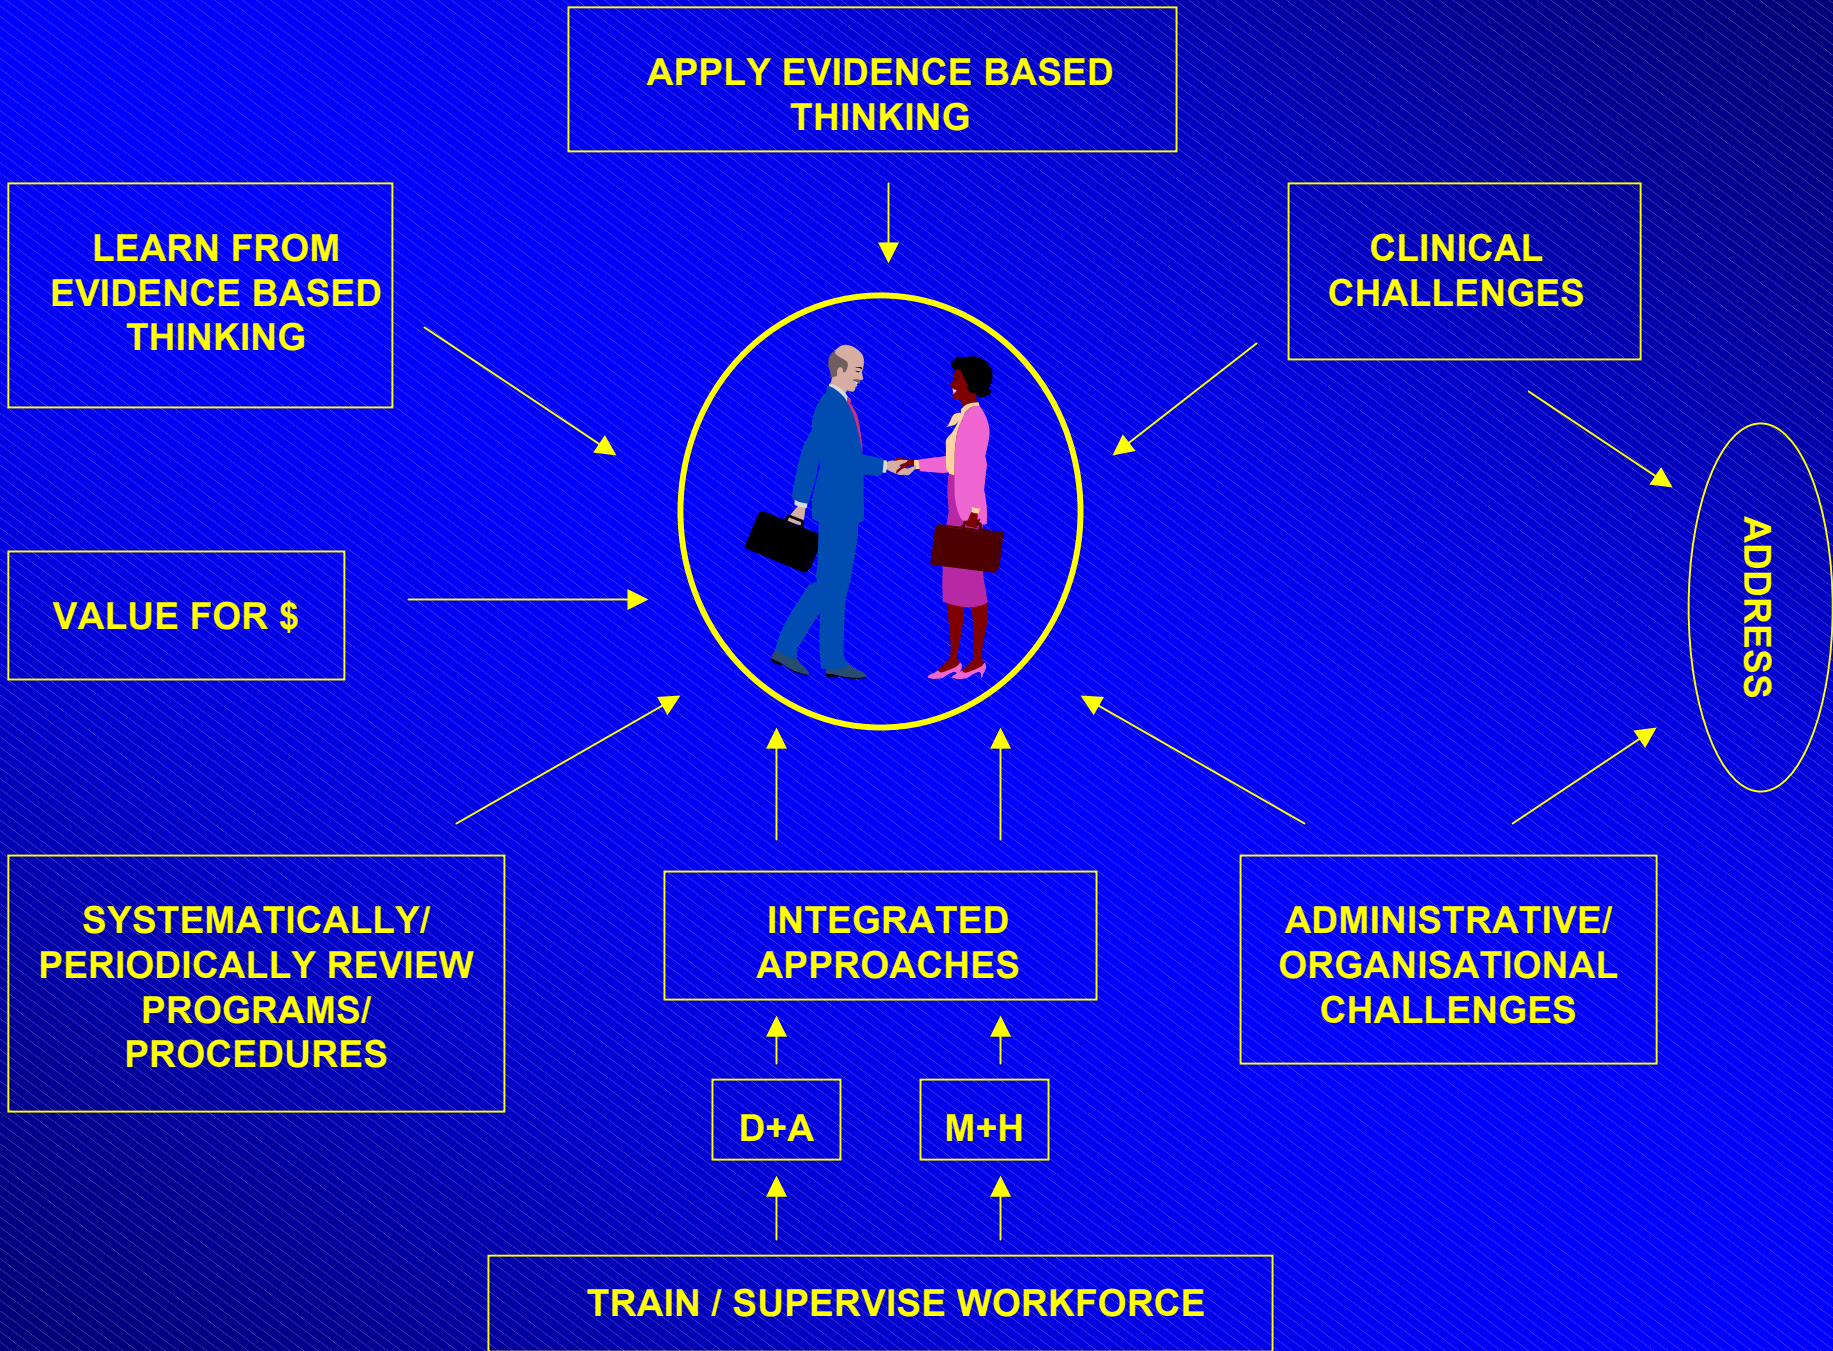 APPLY EVIDENCE BASED
THINKING
LEARN FROM
EVIDENCE BASED
THINKING
CLINICAL
CHALLENGES
VALUE FOR $
ADDRESS
SYSTEMATICALLY/
PERIODICALLY REVIEW
PROGRAMS/
PROCEDURES
INTEGRATED
APPROACHES
ADMINISTRATIVE/
ORGANISATIONAL
CHALLENGES
D+A
M+H
TRAIN / SUPERVISE WORKFORCE